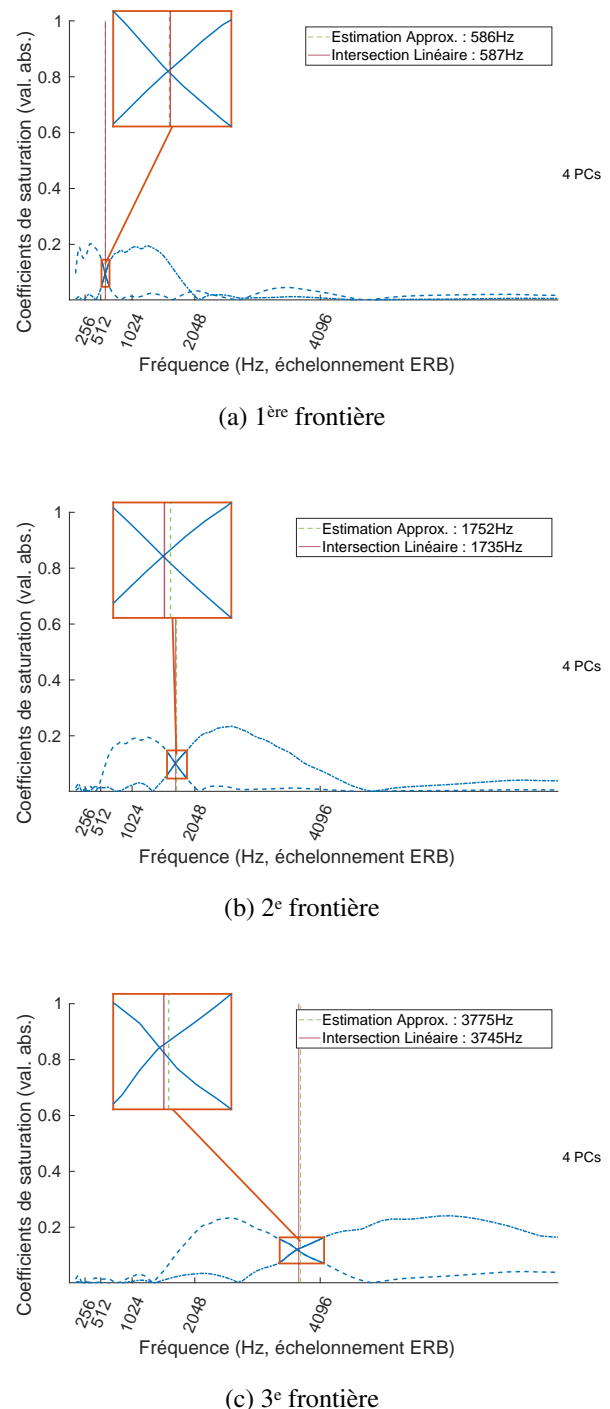 1
0.8
0.6
0.4
0.2
Coefficients de saturation (val. abs.)
Estimation Approx. : 586Hz
Intersection Linéaire : 587Hz
4 PCs
256
512
1024
2048
4096
Fréquence (Hz, échelonnement ERB)
(a) 1ère frontière
1
0.8
0.6
0.4
0.2
Coefficients de saturation (val. abs.)
Estimation Approx. : 1752Hz
Intersection Linéaire : 1735Hz
4 PCs
256
512
1024
2048
4096
Fréquence (Hz, échelonnement ERB)
(b) 2e frontière
1
0.8
0.6
0.4
0.2
Coefficients de saturation (val. abs.)
Estimation Approx. : 3775Hz
Intersection Linéaire : 3745Hz
4 PCs
256
512
1024
2048
4096
Fréquence (Hz, échelonnement ERB)
(c) 3e frontière